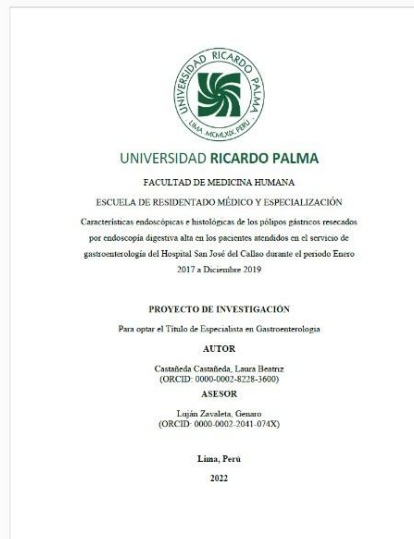 UNIVERSIDAD RICARDO PALMA
LIMA MCMLXIX PERU
UNIVERSIDAD RICARDO PALMA
FACULTAD DE MEDICINA HUMANA
ESCUELA DE RESIDENTADO MÉDICO Y ESPECIALIZACIÓN
Características endoscópicas e histológicas de los pólipos gástricos resecados
por endoscopía digestiva alta en los pacientes atendidos en el servicio de
gastroenterología del Hospital San José del Callao durante el periodo Enero
2017 a Diciembre 2019
PROYECTO DE INVESTIGACIÓN
Para optar el Título de Especialista en Gastroenterología
AUTOR
Castañeda Castañeda, Laura Beatriz
(ORCID: 0000-0002-8228-3600)
ASESOR
Luján Zavaleta, Genaro
(ORCID: 0000-0002-2041-074X)
Lima, Perú
2022